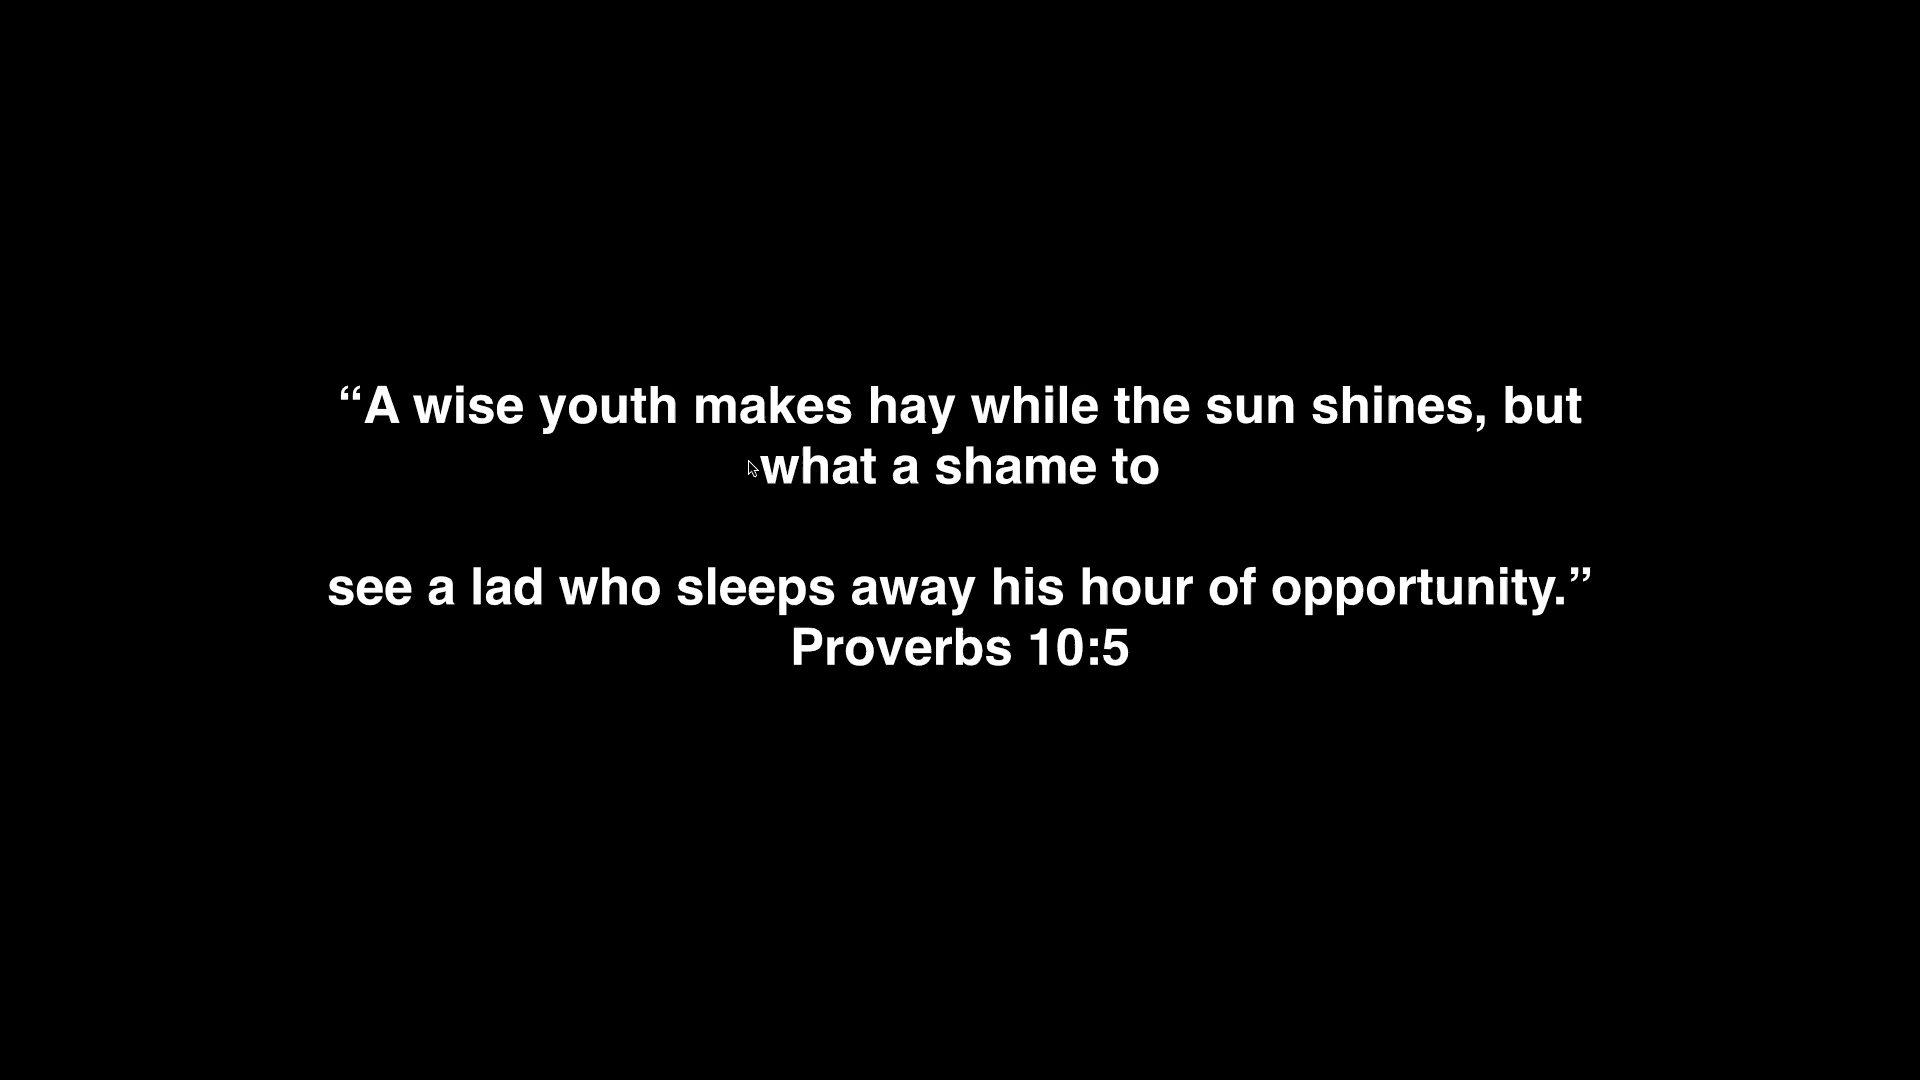 “A wise youth makes hay while the sun shines, but
what a shame to
see a lad who sleeps away his hour of opportunity.”
Proverbs 10:5